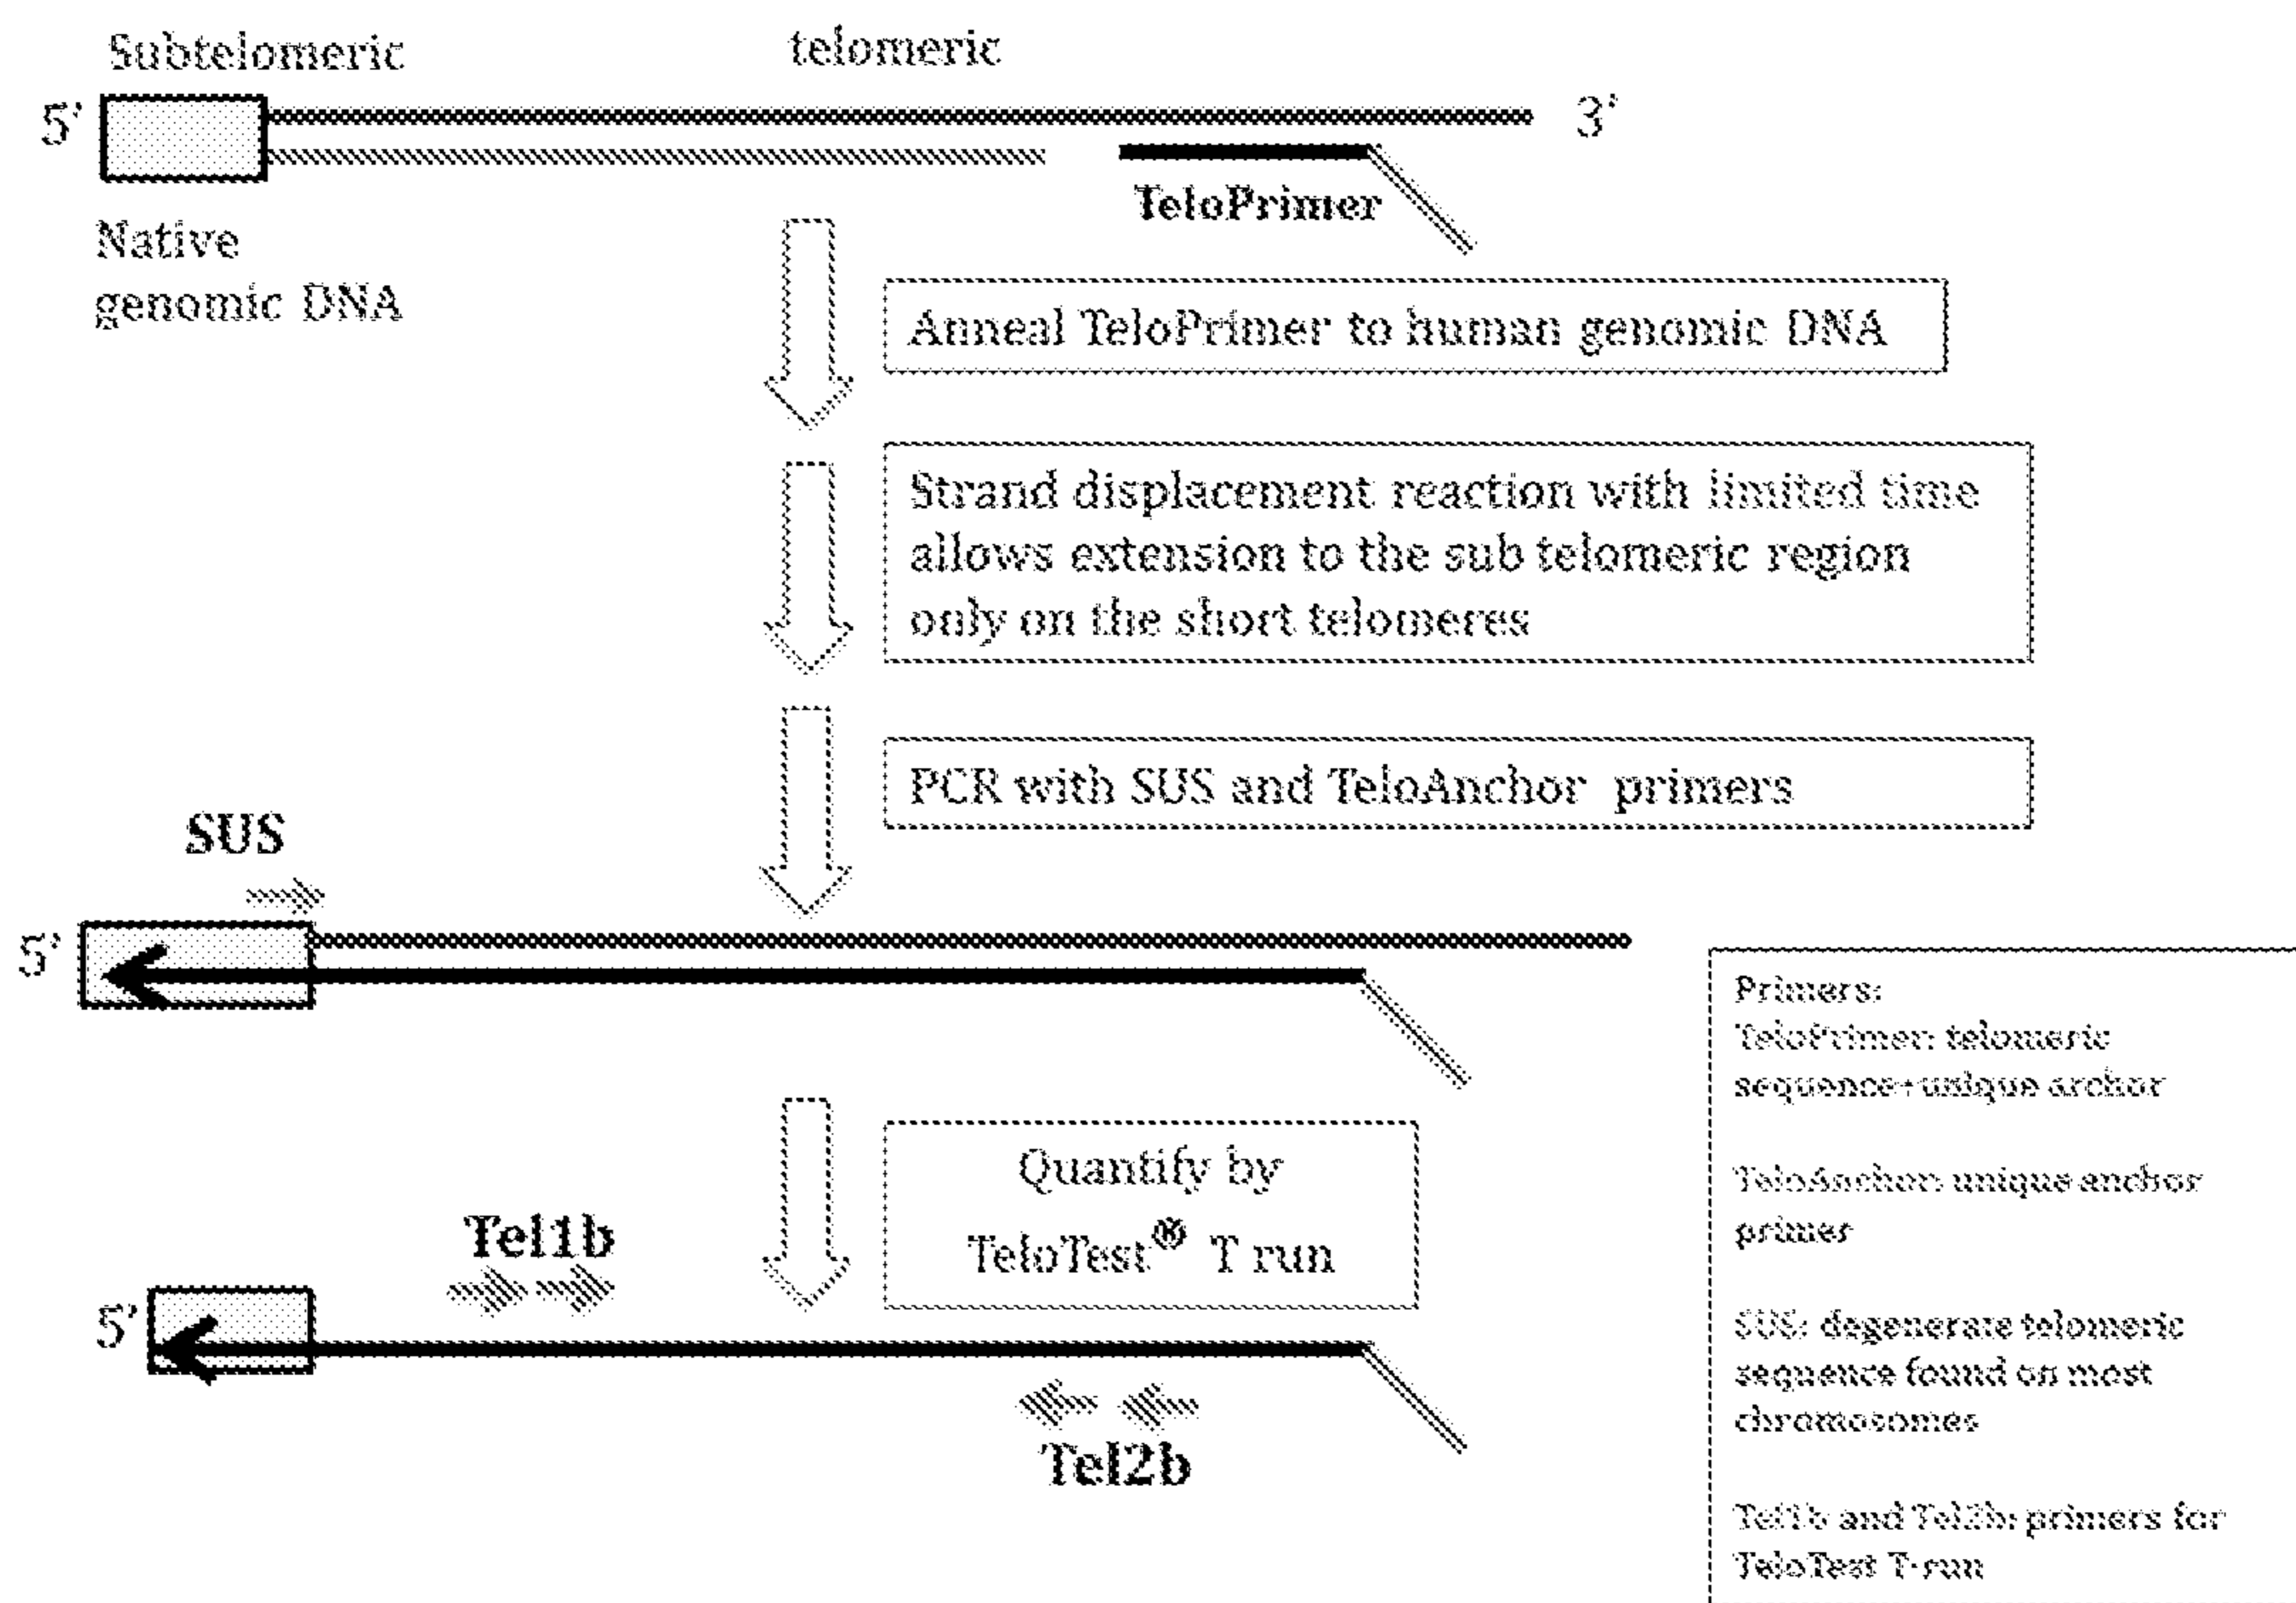 Subtelomeric
telomeric
5'
3'
TeloPrimer
Native
genomic DNA
Anneal TeloPrimer to human genomic DNA
Strand displacement reaction with limited time
allows extension to the sub telomeric region
only on the short telomeres
PCR with SUS and TeloAnchor primers
SUS
5'
Primers:
TeloPrimer: telomeric
sequence+unique archor
TeloAnchor: unique anchor
primer
SUS: degenerate telomeric
sequence found on most
chromosomes
Tel1b and Tel2b: primers for
TeloTest T-run
Quantify by
TeloTest® T run
Tel1b
5'
Tel2b